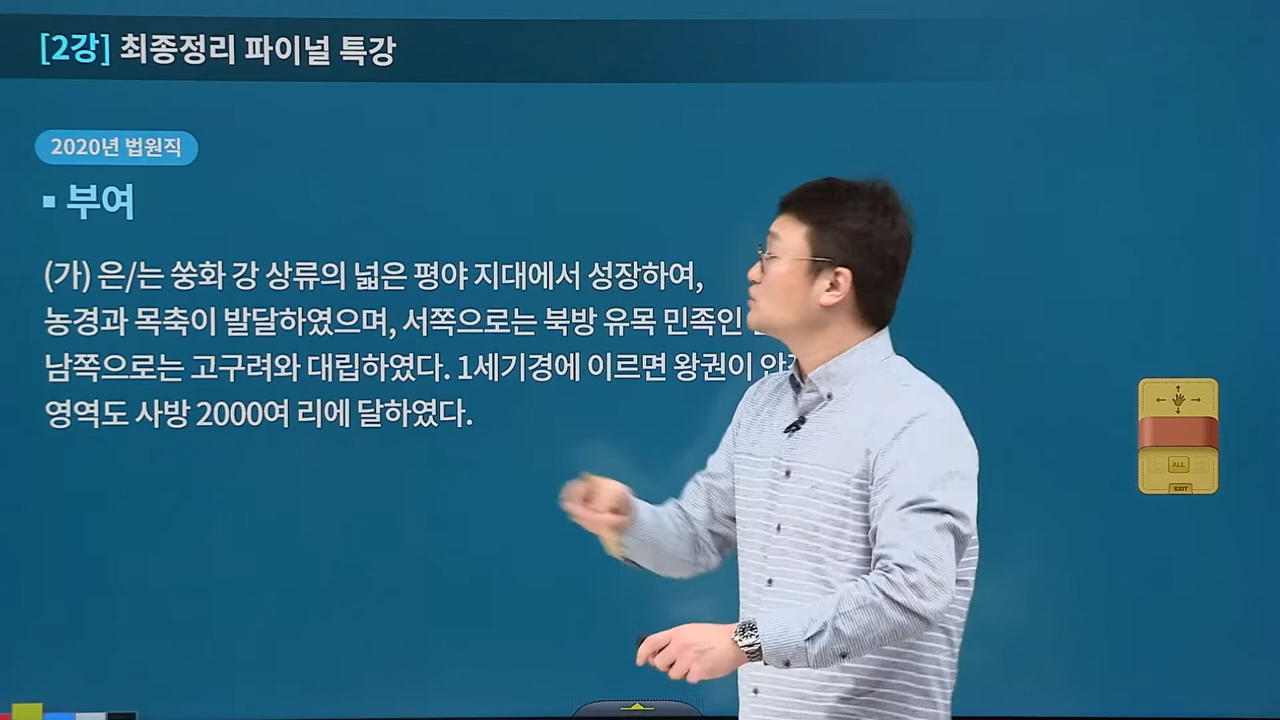 [2강] 최종정리 파이널 특강
2020년 법원직
▪ 부여
(가) 은/는 쑹화 강 상류의 넓은 평야 지대에서 성장하여,
농경과 목축이 발달하였으며, 서쪽으로는 북방 유목 민족인
남쪽으로는 고구려와 대립하였다. 1세기경에 이르면 왕권이
영역도 사방 2000여 리에 달하였다.
ALL
EXIT